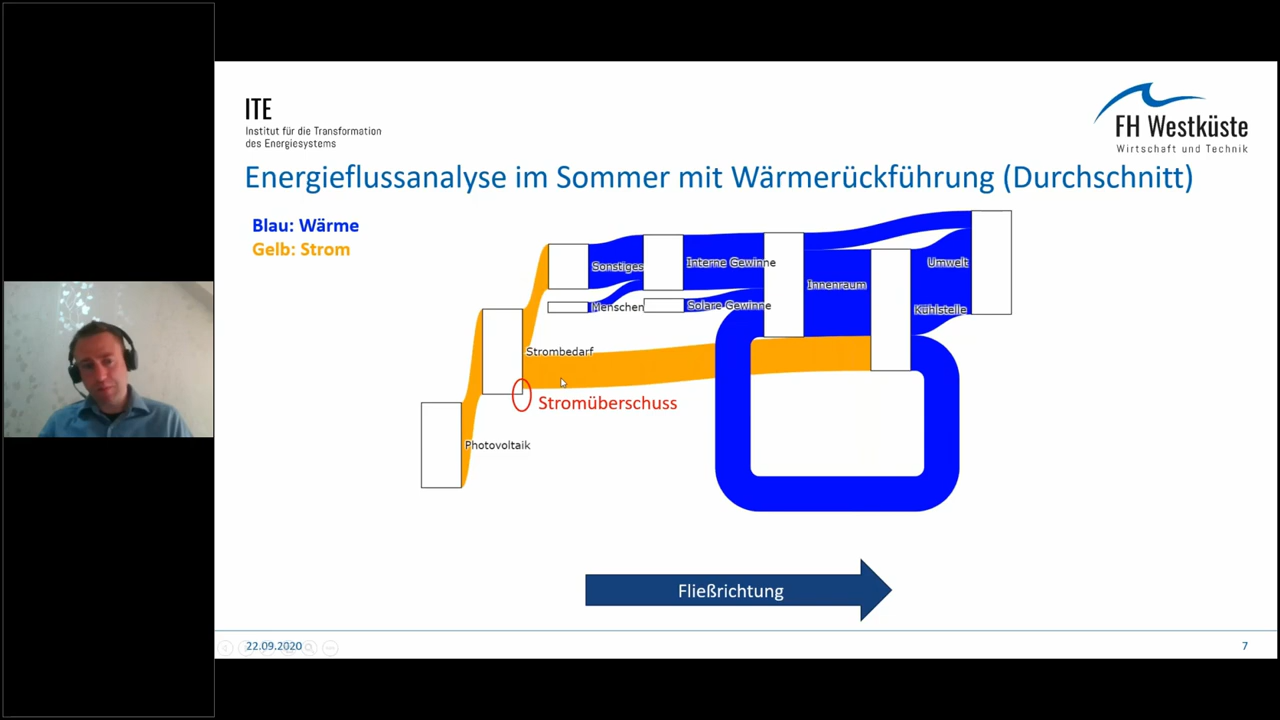 ITE
Institut für die Transformation
des Energiesystems
FH Westküste
Wirtschaft und Technik
Energieflussanalyse im Sommer mit Wärmerückführung (Durchschnitt)
Blau: Wärme
Gelb: Strom
Sonstiges
Interne Gewinne
Umwelt
Innenraum
Menschen
Solare Gewinne
Kühlstelle
Strombedarf
Stromüberschuss
Photovoltaik
Fließrichtung
22.09.2020
7